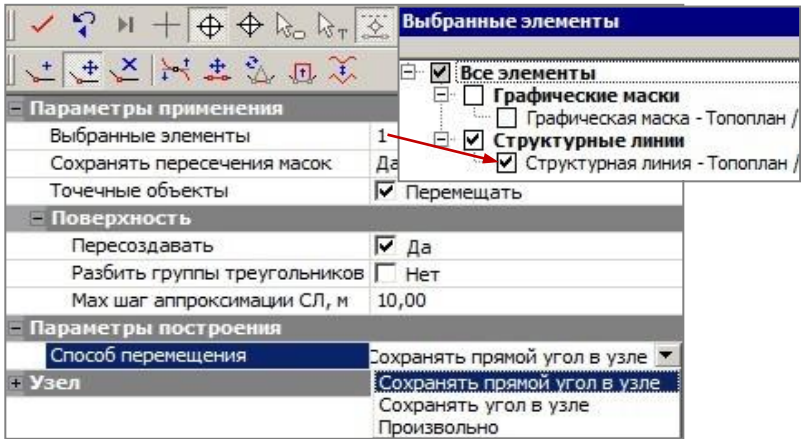 Выбранные элементы
Все элементы
Графические маски
Графическая маска - Топоплан /
Структурные линии
Структурная линия - Топоплан /
Параметры применения
Выбранные элементы 1
Сохранять пересечения масок Да
Точечные объекты Перемещать
Поверхность
Пересоздавать Да
Разбить группы треугольников Нет
Мах шаг аппроксимации СЛ, м 10,00
Параметры построения
Способ перемещения Сохранять прямой угол в узле
Узел
Сохранять прямой угол в узле
Сохранять угол в узле
Произвольно